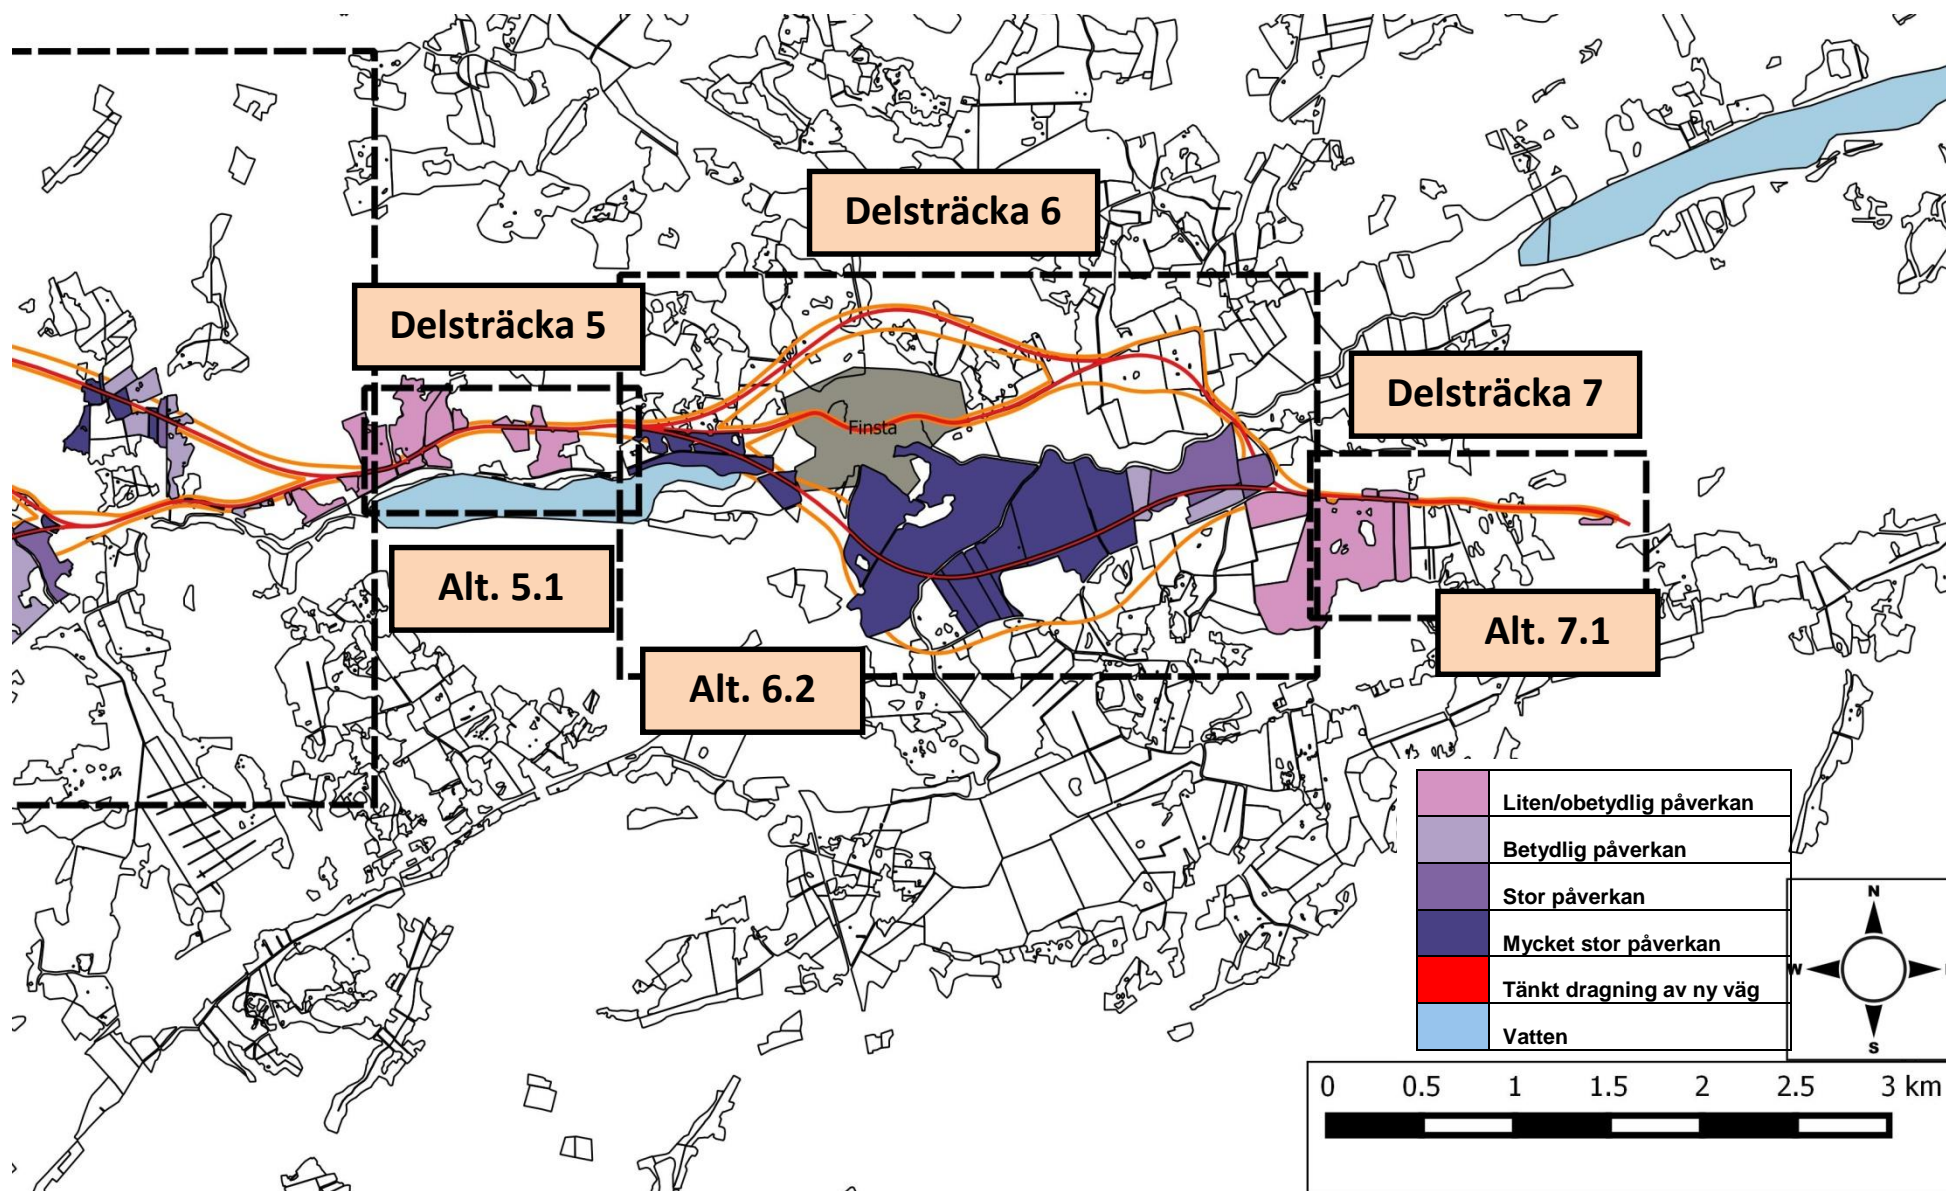 Delsträcka 6
Delsträcka 5
Delsträcka 7
Finsta
Alt. 5.1
Alt. 7.1
Alt. 6.2
Liten/obetydlig påverkan
Betydlig påverkan
Stor påverkan
Mycket stor påverkan
Tänkt dragning av ny väg
Vatten
N
W
S
0 0.5 1 1.5 2 2.5 3 km